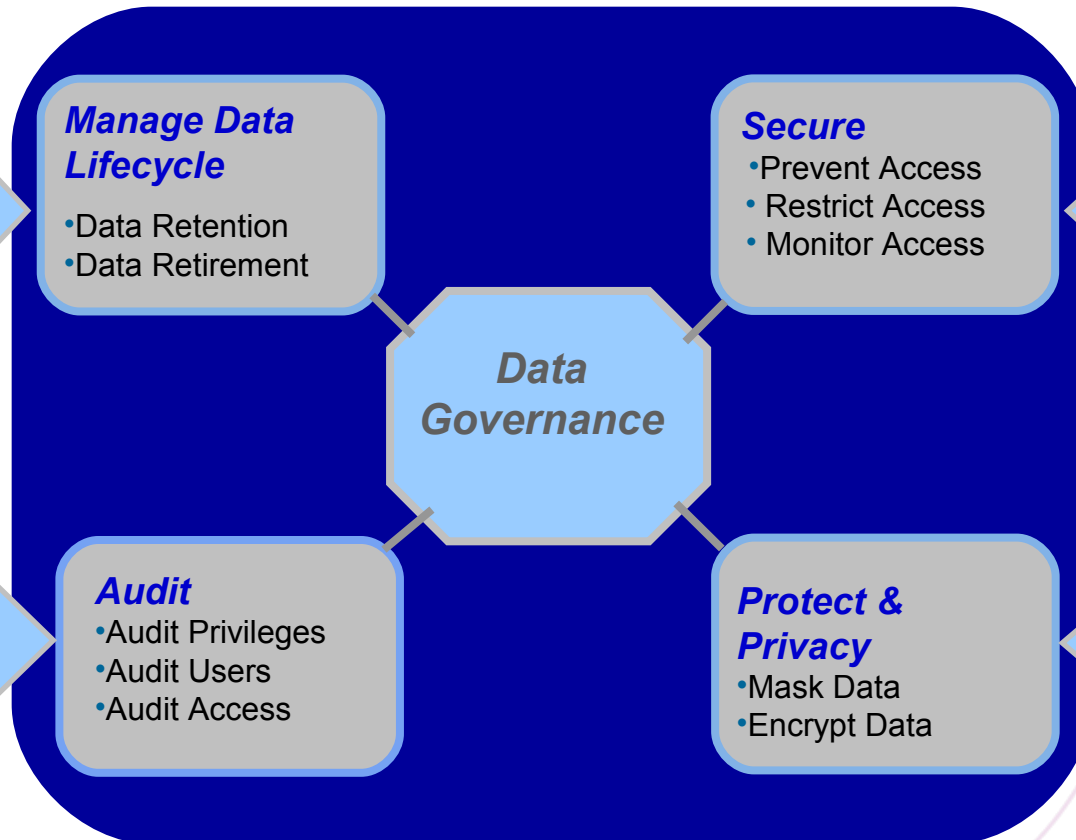 Manage Data
Lifecycle
•Data Retention
•Data Retirement
Secure
•Prevent Access
• Restrict Access
• Monitor Access
Data
Governance
Audit
•Audit Privileges
•Audit Users
•Audit Access
Protect &
Privacy
•Mask Data
•Encrypt Data